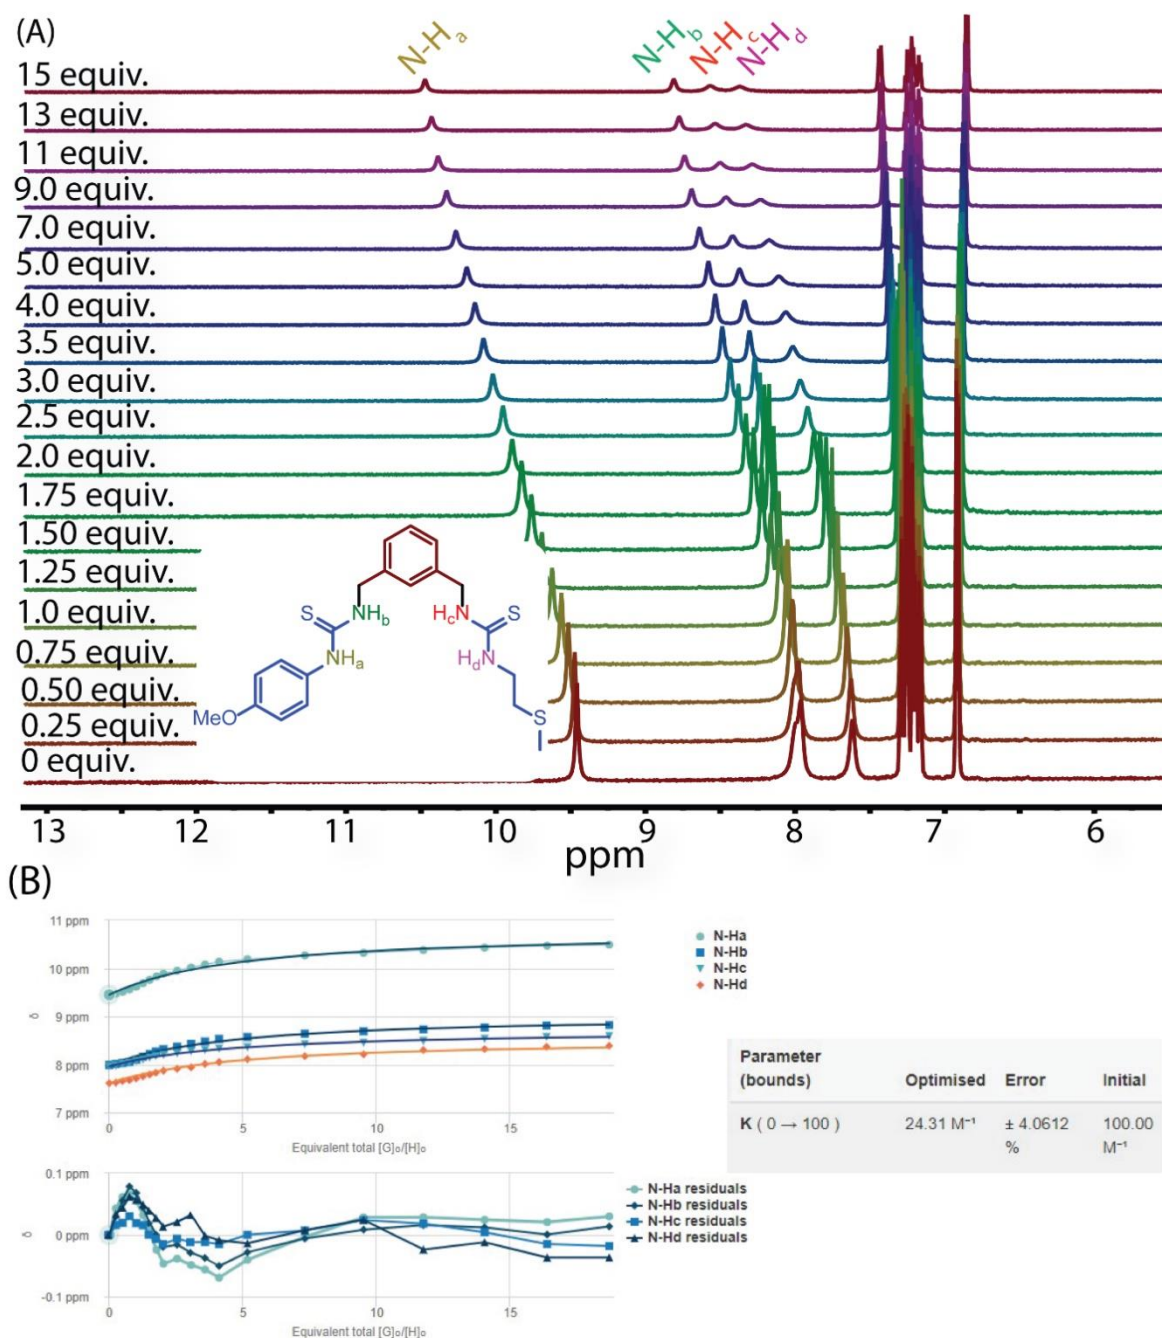 (A)
N-Ha
N-Hb
N-Hc
N-Hd
15 equiv.
13 equiv.
11 equiv.
9.0 equiv.
7.0 equiv.
5.0 equiv.
4.0 equiv.
3.5 equiv.
3.0 equiv.
2.5 equiv.
2.0 equiv.
1.75 equiv.
1.50 equiv.
1.25 equiv.
1.0 equiv.
0.75 equiv.
0.50 equiv.
0.25 equiv.
0 equiv.
S
NHb
HcN
S
NHa
HdN
MeO
S
13 12 11 10 9 8 7 6
ppm
(B)
11 ppm
10 ppm
9 ppm
8 ppm
7 ppm
δ
0 5 10 15
Equivalent total [G]₀/[H]₀
N-Ha
N-Hb
N-Hc
N-Hd
Parameter (bounds) Optimised Error Initial
K ( 0 → 100 ) 24.31 M⁻¹ ± 4.0612 % 100.00 M⁻¹
0.1 ppm
0 ppm
-0.1 ppm
δ
0 5 10 15
Equivalent total [G]₀/[H]₀
N-Ha residuals
N-Hb residuals
N-Hc residuals
N-Hd residuals